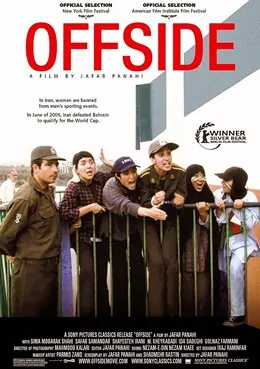 OFFICIAL SELECTION
New York Film Festival
OFFICIAL SELECTION
American Film Institute Film Festival
OFFSIDE
A FILM BY JAFAR PANAHI
In Iran, women are banned
from men's sporting events.
In June of 2005, Iran defeated Bahrain
to qualify for the World Cup.
WINNER
SILVER BEAR
BERLIN FILM FESTIVAL
A SONY PICTURES CLASSICS RELEASE "OFFSIDE" A FILM BY JAFAR PANAHI
WITH SIMA MOBARAK SHAHI SAFAR SAMANDAR SHAYESTEH IRANI M. KHEYRABADI IDA SADEGHI GOLNAZ FARMANI
DIRECTOR OF PHOTOGRAPHY MAHMOOD KALARI EDITOR JAFAR PANAHI SOUND NEZAM-E-DIN NEZAM KIAEE SET DESIGNER IRAJ RAMINFAR
MAKEUP ARTIST PARMIS ZAND SCREENPLAY BY JAFAR PANAHI AND SHADMEHR RASTIN DIRECTED BY JAFAR PANAHI
WWW.OFFSIDEMOVIE.COM
WWW.SONYCLASSICS.COM
SONY PICTURES CLASSICS